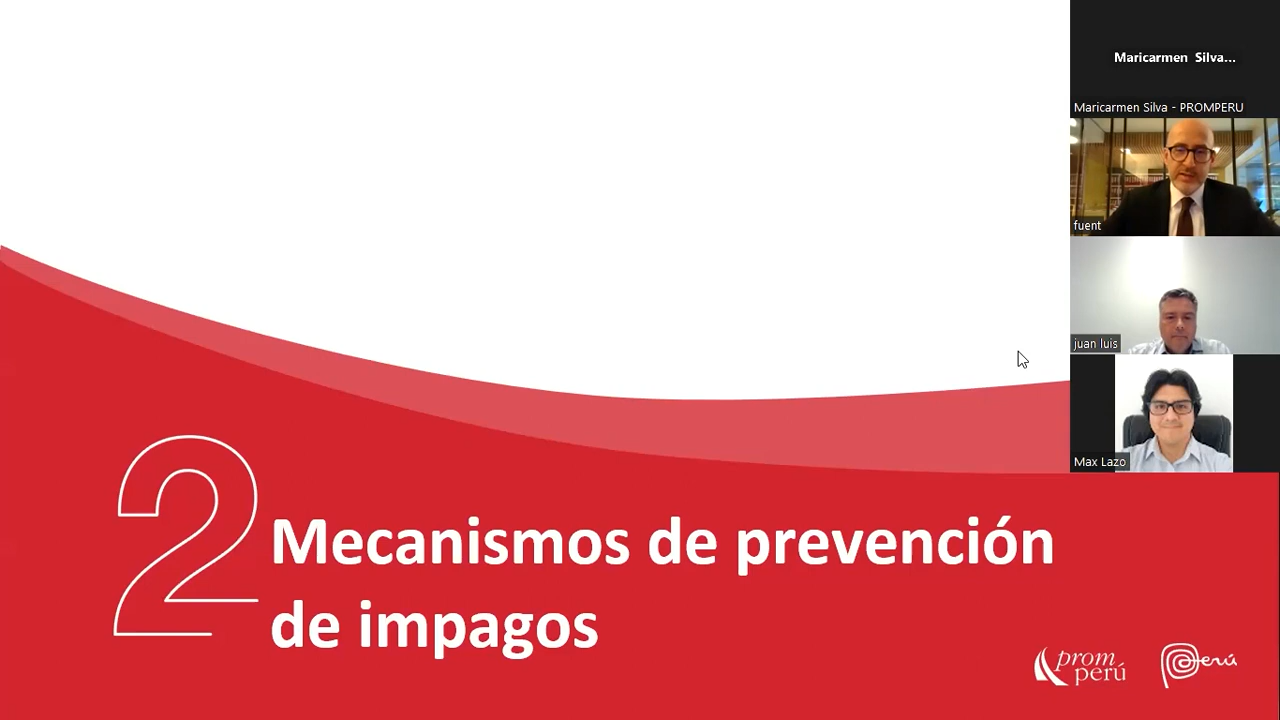 Maricarmen Silva...
Maricarmen Silva - PROMPERU
fuent
juan luis
Max Lazo
2
Mecanismos de prevención
de impagos
prom
perú
Perú